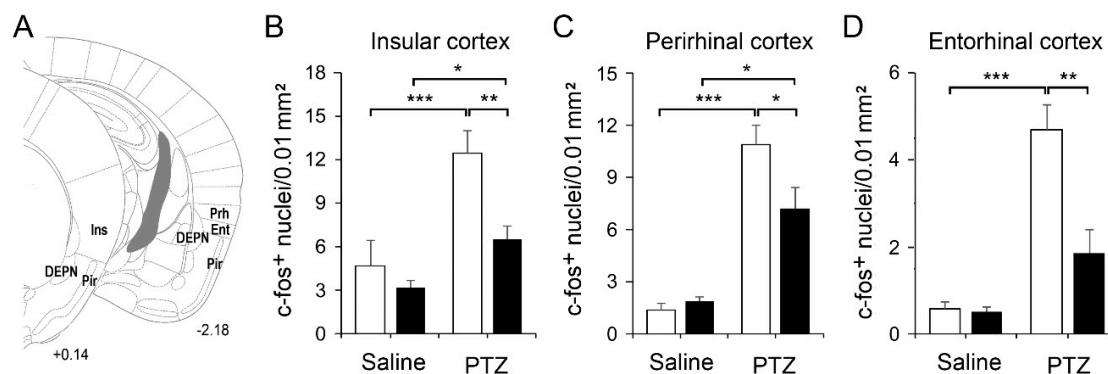 A
Ins
DEPN
Pir
Prh
Ent
DEPN
Pir
-2.18
+0.14
B
Insular cortex
c-fos+ nuclei/0.01 mm²
18
15
12
9
6
3
0
*
***
**
Saline
PTZ
C
Perirhinal cortex
c-fos+ nuclei/0.01 mm²
15
12
9
6
3
0
*
***
*
Saline
PTZ
D
Entorhinal cortex
c-fos+ nuclei/0.01 mm²
6
4
2
0
***
**
Saline
PTZ